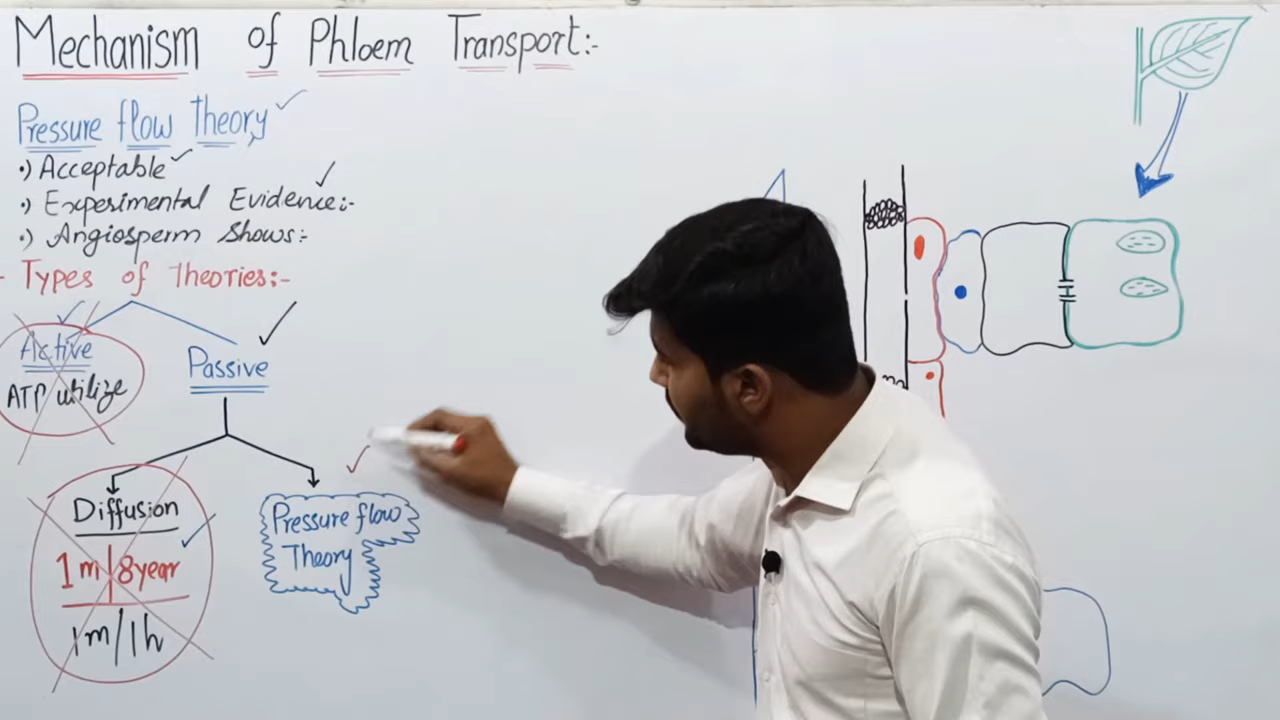 Mechanism of Phloem Transport:-
Pressure flow Theory
·) Acceptable
·) Experimental Evidence:-
·) Angiosperm Shows:-
- Types of Theories:-
Active
ATP utilize
Passive
Diffusion
1m/8year
1m/1h
Pressure flow
Theory